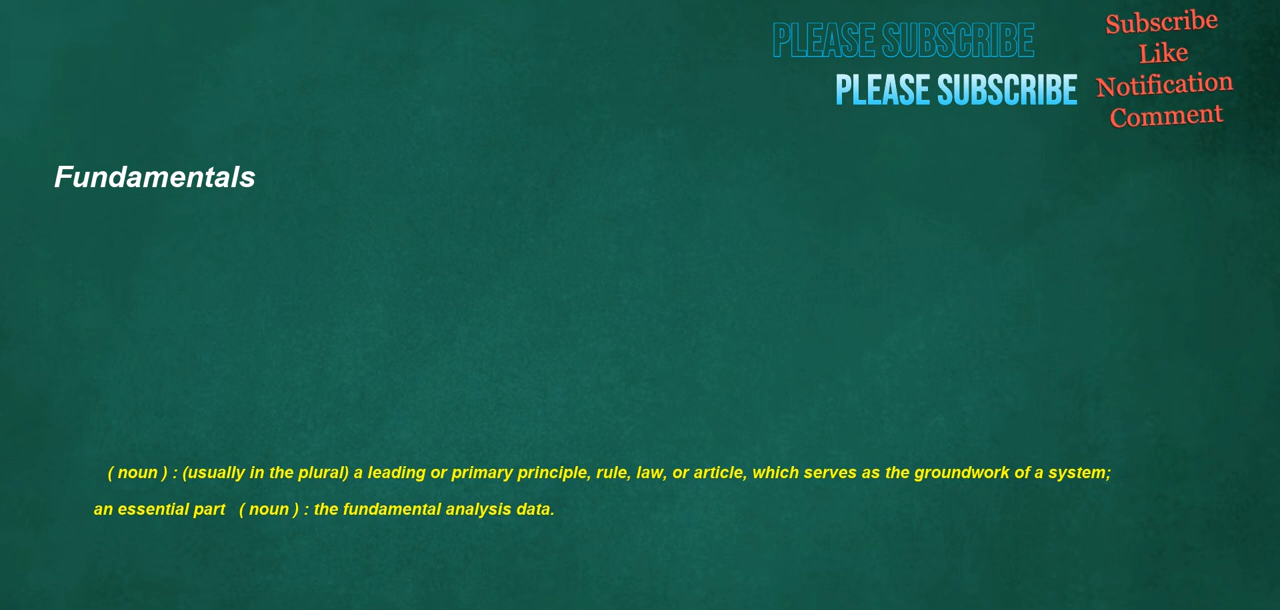 PLEASE SUBSCRIBE
PLEASE SUBSCRIBE
Subscribe
Like
Notification
Comment
Fundamentals
( noun ) : (usually in the plural) a leading or primary principle, rule, law, or article, which serves as the groundwork of a system;
an essential part ( noun ) : the fundamental analysis data.